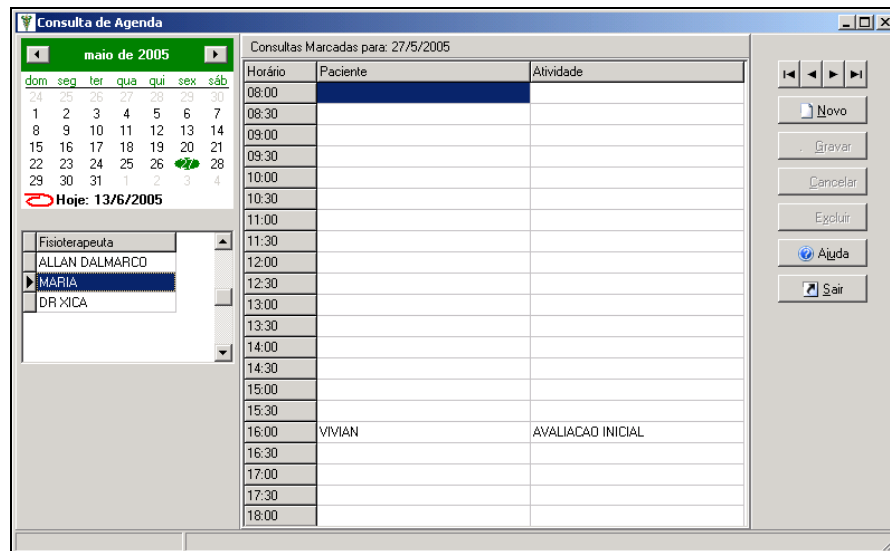 Consulta de Agenda
maio de 2005
dom seg ter qua qui sex sáb
24 25 26 27 28 29 30
1 2 3 4 5 6 7
8 9 10 11 12 13 14
15 16 17 18 19 20 21
22 23 24 25 26 27 28
29 30 31 1 2 3 4
Hoje: 13/6/2005
Fisioterapeuta
ALLAN DALMARCO
MARIA
DR XICA
Consultas Marcadas para: 27/5/2005
Horário Paciente Atividade
08:00
08:30
09:00
09:30
10:00
10:30
11:00
11:30
12:00
12:30
13:00
13:30
14:00
14:30
15:00
15:30
16:00 VIVIAN AVALIACAO INICIAL
16:30
17:00
17:30
18:00
Novo
. Gravar
Cancelar
Excluir
Ajuda
Sair